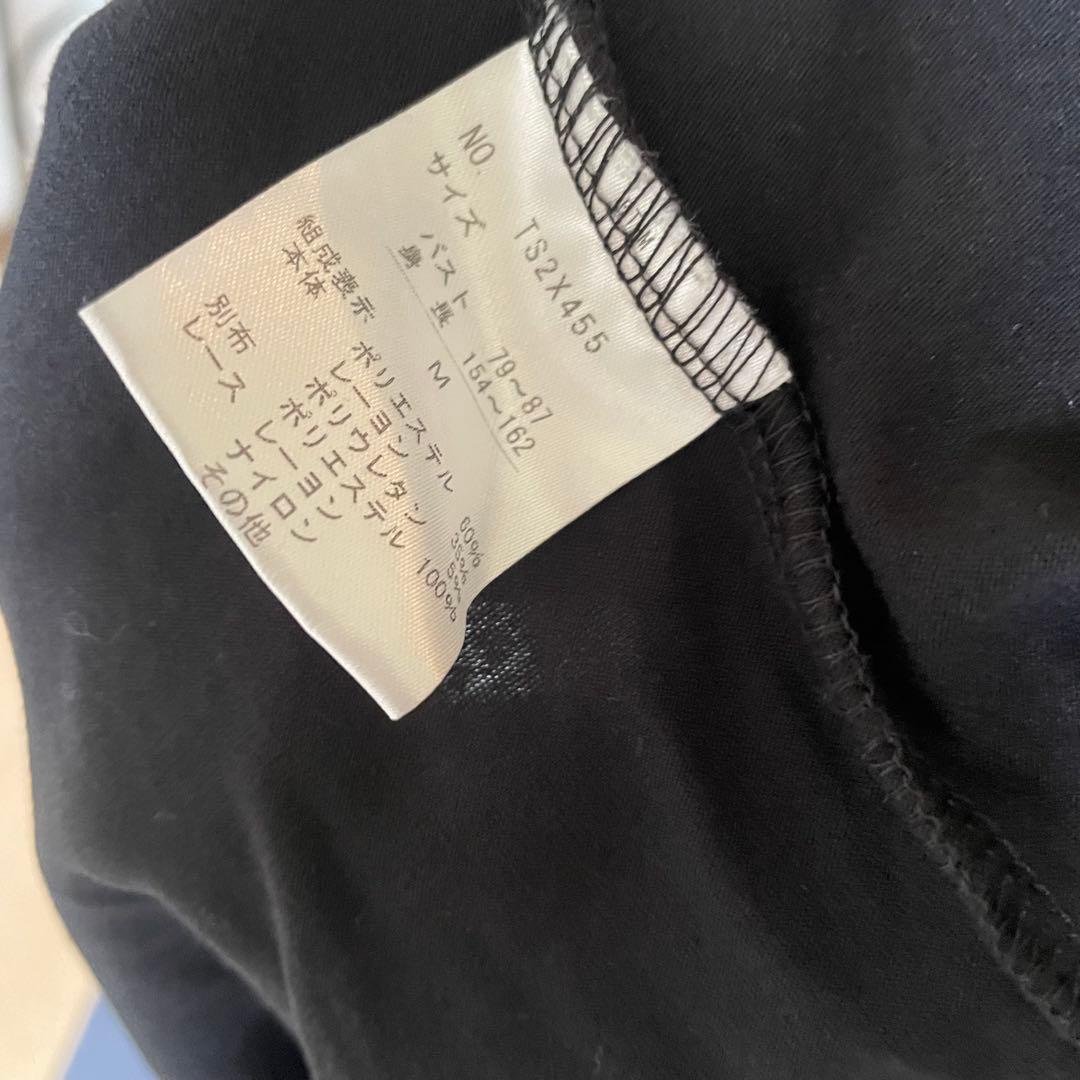 NO. TS2X455
サイズ バスト 79~87
身長 154~162
M
組成表示
本体 ポリエステル 60%
レーヨン 35%
ポリウレタン 5%
別布 ポリエステル 100%
レース レーヨン
ナイロン
その他